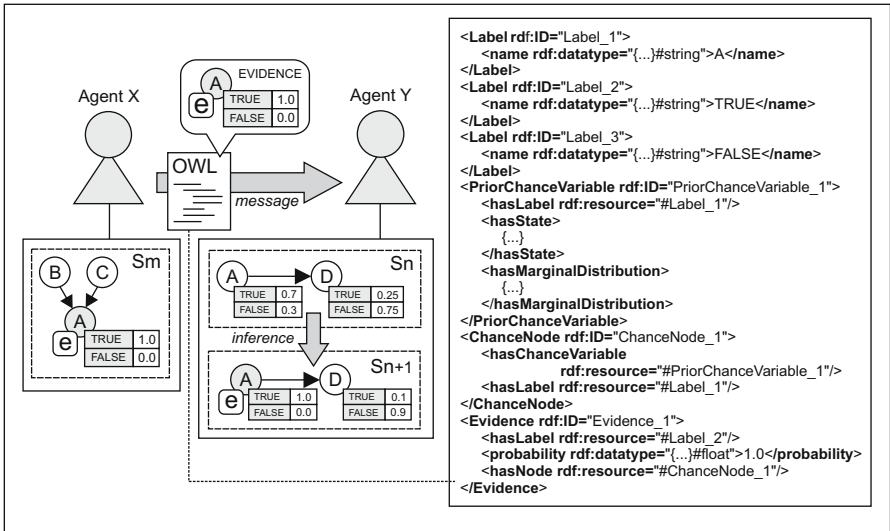 EVIDENCE
A
e
TRUE 1.0
FALSE 0.0
Agent X
Agent Y
OWL
message
Sm
B
C
A
e
TRUE 1.0
FALSE 0.0
Sn
A
D
TRUE 0.7
FALSE 0.3
TRUE 0.25
FALSE 0.75
inference
Sn+1
A
D
e
TRUE 1.0
FALSE 0.0
TRUE 0.1
FALSE 0.9
<Label rdf:ID="Label_1">
<name rdf:datatype="{...}#string">A</name>
</Label>
<Label rdf:ID="Label_2">
<name rdf:datatype="{...}#string">TRUE</name>
</Label>
<Label rdf:ID="Label_3">
<name rdf:datatype="{...}#string">FALSE</name>
</Label>
<PriorChanceVariable rdf:ID="PriorChanceVariable_1">
<hasLabel rdf:resource="#Label_1"/>
<hasState>
{...}
</hasState>
<hasMarginalDistribution>
{...}
</hasMarginalDistribution>
</PriorChanceVariable>
<ChanceNode rdf:ID="ChanceNode_1">
<hasChanceVariable
rdf:resource="#PriorChanceVariable_1"/>
<hasLabel rdf:resource="#Label_1"/>
</ChanceNode>
<Evidence rdf:ID="Evidence_1">
<hasLabel rdf:resource="#Label_2"/>
<probability rdf:datatype="{...}#float">1.0</probability>
<hasNode rdf:resource="#ChanceNode_1"/>
</Evidence>